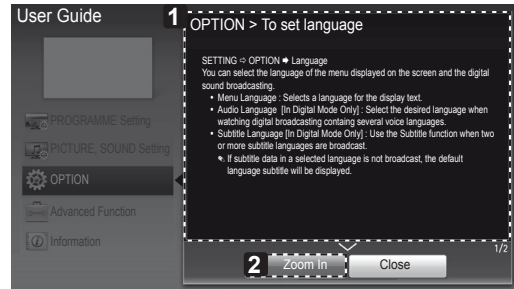 User Guide
PROGRAMME Setting
PICTURE, SOUND Setting
OPTION
Advanced Function
Information
1
OPTION > To set language
SETTING ⇨ OPTION ➡ Language
You can select the language of the menu displayed on the screen and the digital
sound broadcasting.
• Menu Language : Selects a language for the display text.
• Audio Language [In Digital Mode Only] : Select the desired language when
watching digital broadcasting containg several voice languages.
• Subtitle Language [In Digital Mode Only] : Use the Subtitle function when two
or more subtitle languages are broadcast.
✎ If subtitle data in a selected language is not broadcast, the default
language subtitle will be displayed.
1/2
2
Zoom In
Close